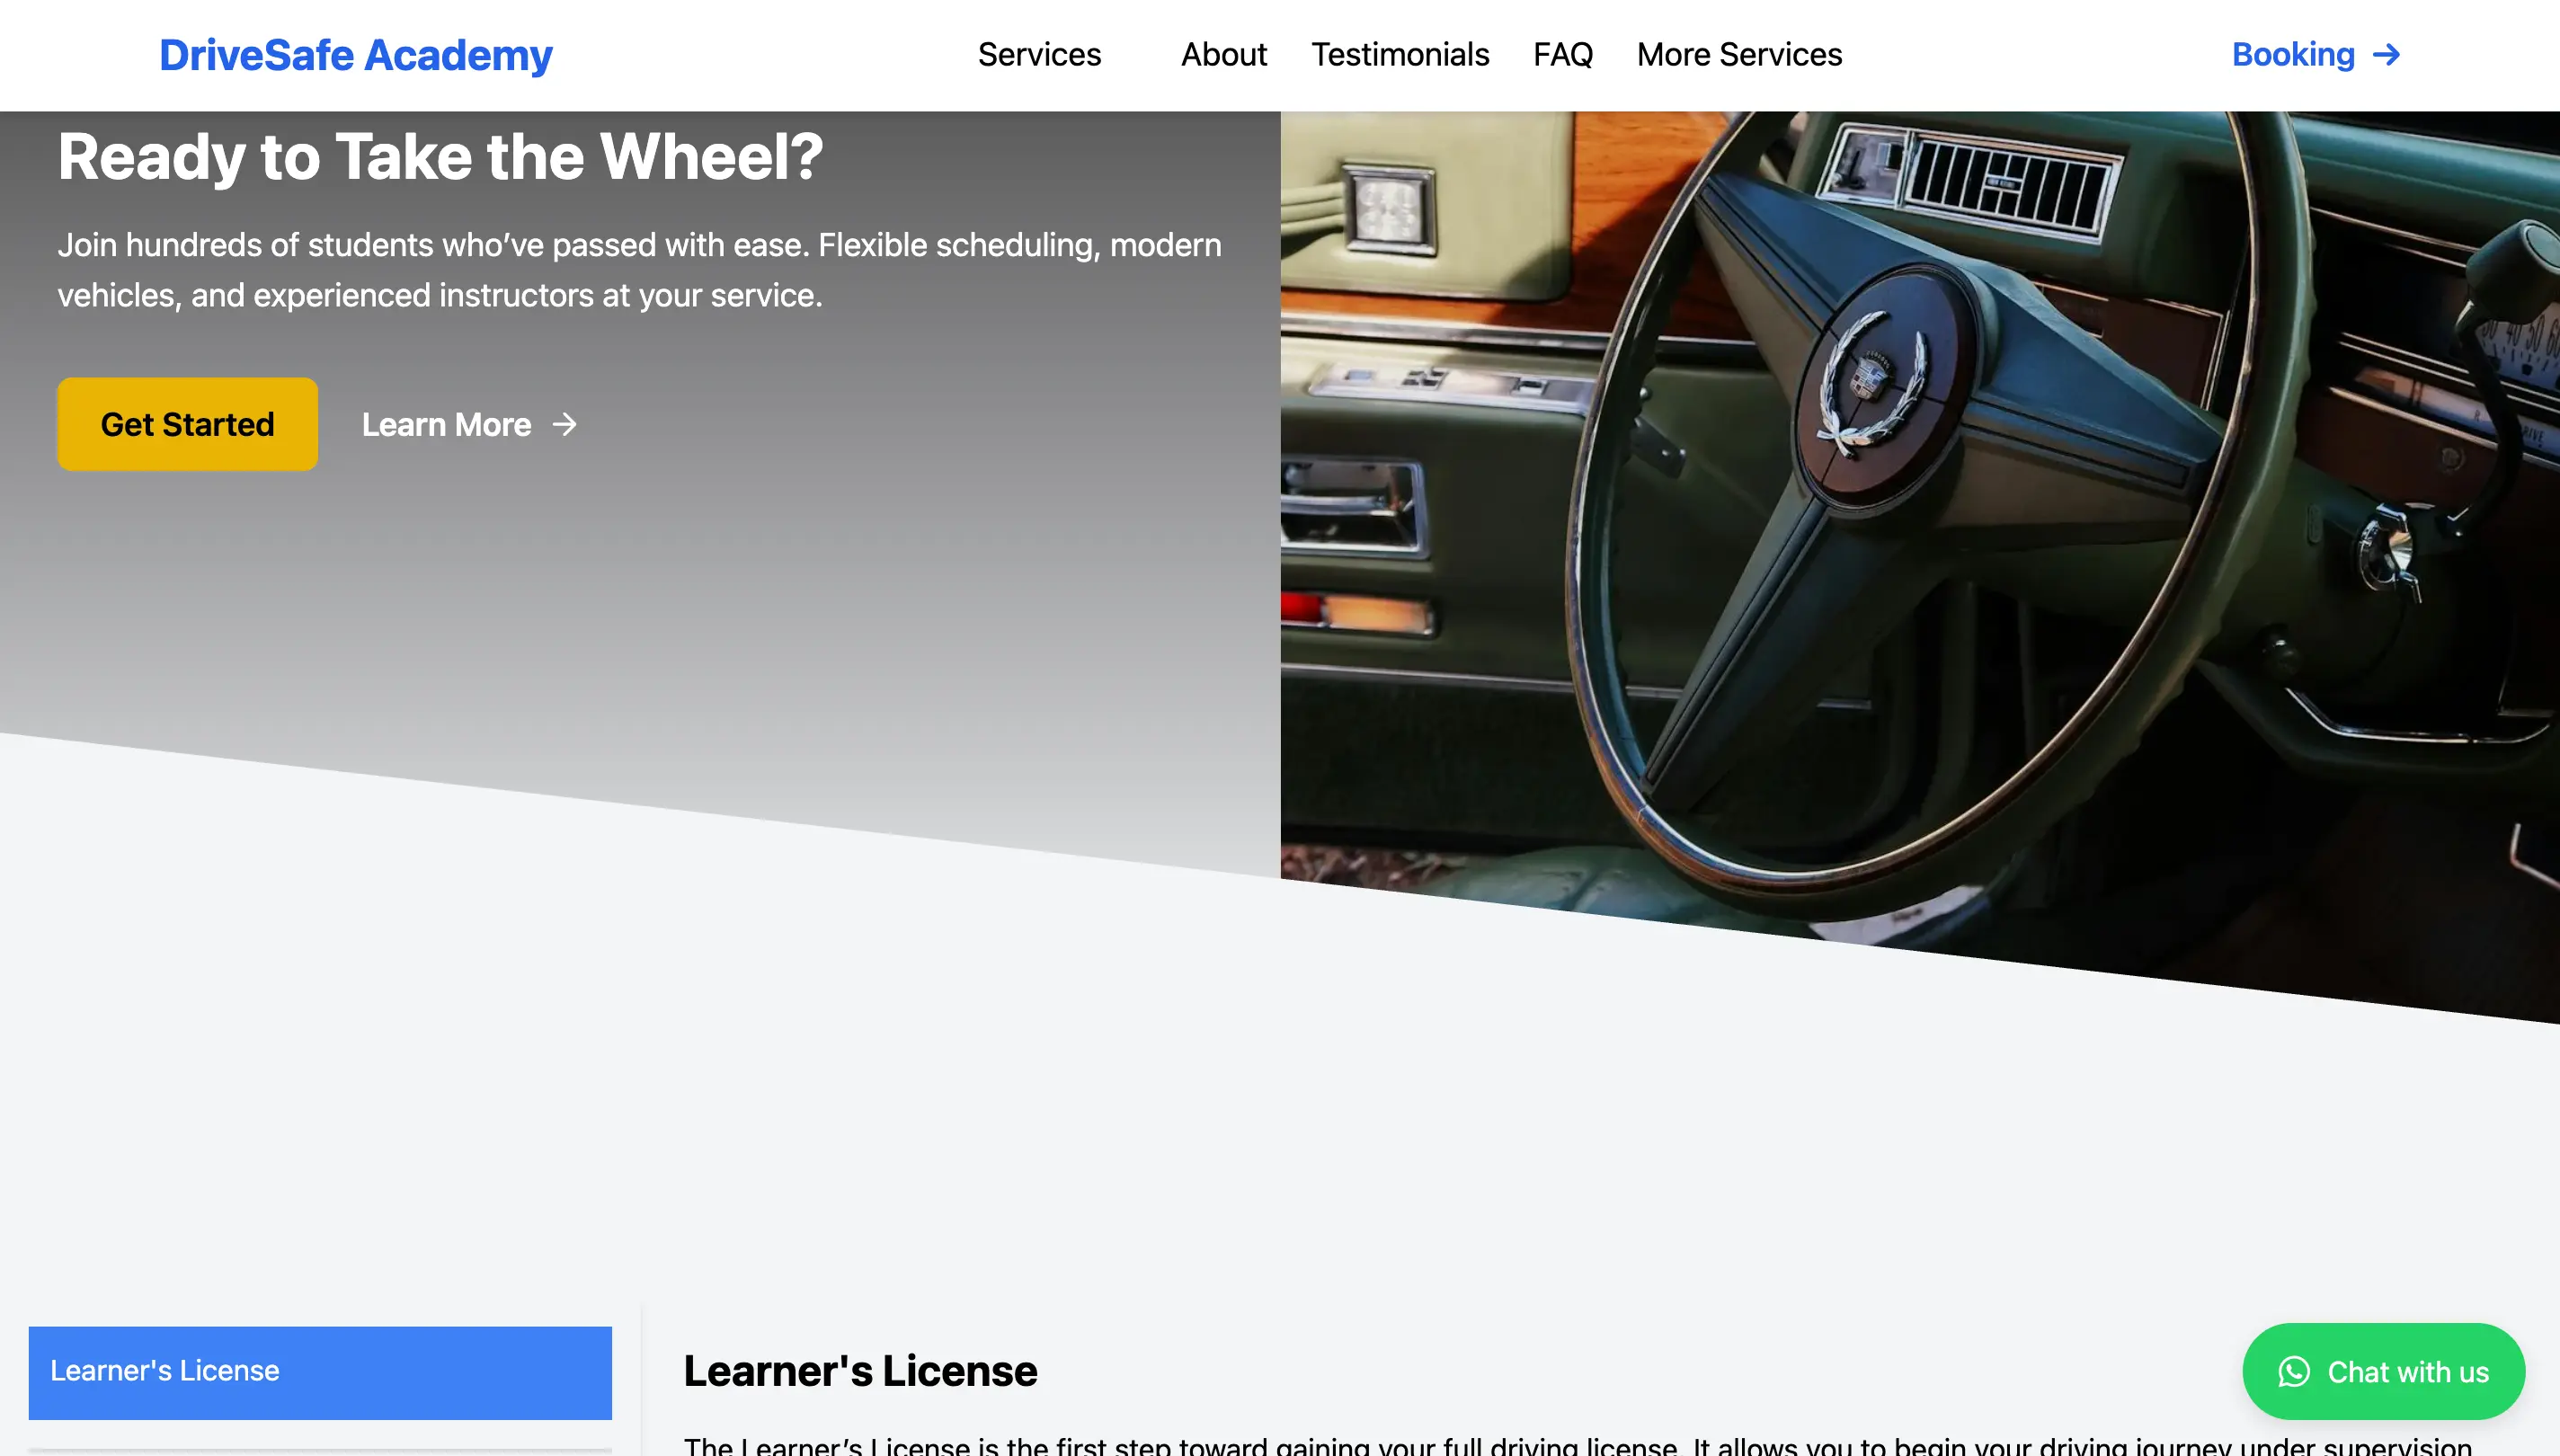 DriveSafe Academy
Services About Testimonials FAQ More Services
Booking
Ready to Take the Wheel?
Join hundreds of students who’ve passed with ease. Flexible scheduling, modern
vehicles, and experienced instructors at your service.
Get Started
Learn More
Learner's License
Learner's License
The Learner’s License is the first step toward gaining your full driving license. It allows you to begin your driving journey under supervision
Chat with us